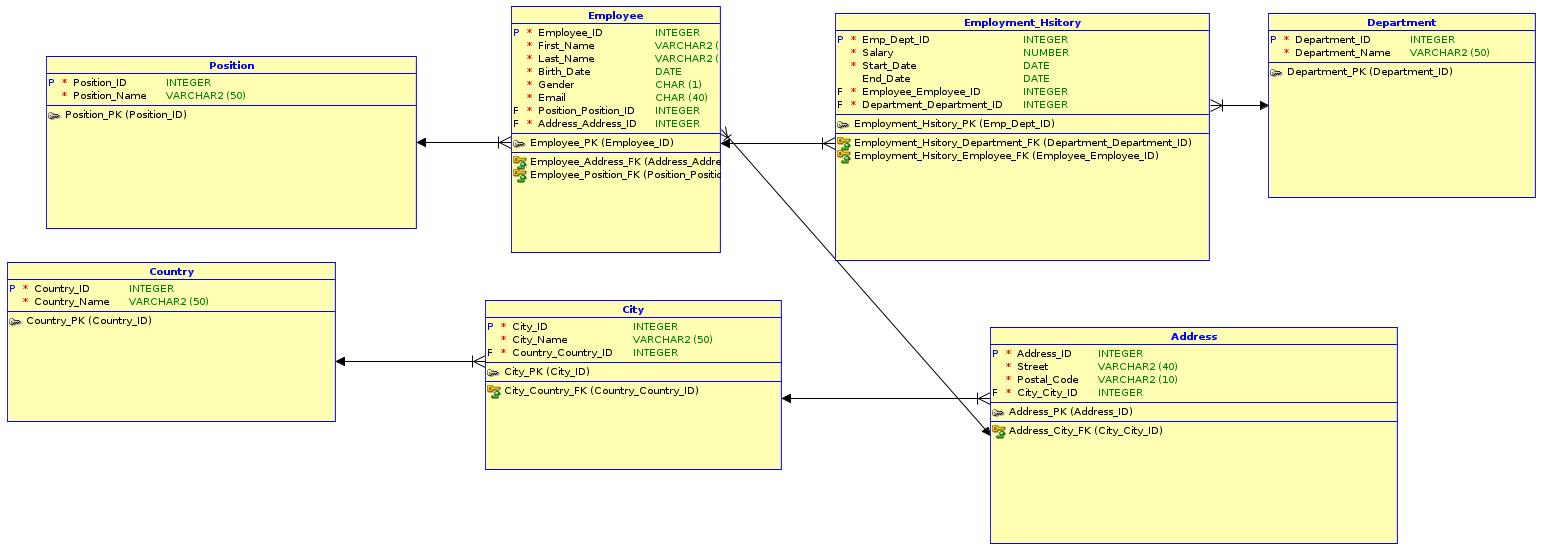 Position
P * Position_ID INTEGER
* Position_Name VARCHAR2 (50)
Position_PK (Position_ID)
Employee
P * Employee_ID INTEGER
* First_Name VARCHAR2 (
* Last_Name VARCHAR2 (
* Birth_Date DATE
* Gender CHAR (1)
* Email CHAR (40)
F * Position_Position_ID INTEGER
F * Address_Address_ID INTEGER
Employee_PK (Employee_ID)
Employee_Address_FK (Address_Addre
Employee_Position_FK (Position_Positio
Employment_Hsitory
P * Emp_Dept_ID INTEGER
* Salary NUMBER
* Start_Date DATE
End_Date DATE
F * Employee_Employee_ID INTEGER
F * Department_Department_ID INTEGER
Employment_Hsitory_PK (Emp_Dept_ID)
Employment_Hsitory_Department_FK (Department_Department_ID)
Employment_Hsitory_Employee_FK (Employee_Employee_ID)
Department
P * Department_ID INTEGER
* Department_Name VARCHAR2 (50)
Department_PK (Department_ID)
Country
P * Country_ID INTEGER
* Country_Name VARCHAR2 (50)
Country_PK (Country_ID)
City
P * City_ID INTEGER
* City_Name VARCHAR2 (50)
F * Country_Country_ID INTEGER
City_PK (City_ID)
City_Country_FK (Country_Country_ID)
Address
P * Address_ID INTEGER
* Street VARCHAR2 (40)
* Postal_Code VARCHAR2 (10)
F * City_City_ID INTEGER
Address_PK (Address_ID)
Address_City_FK (City_City_ID)